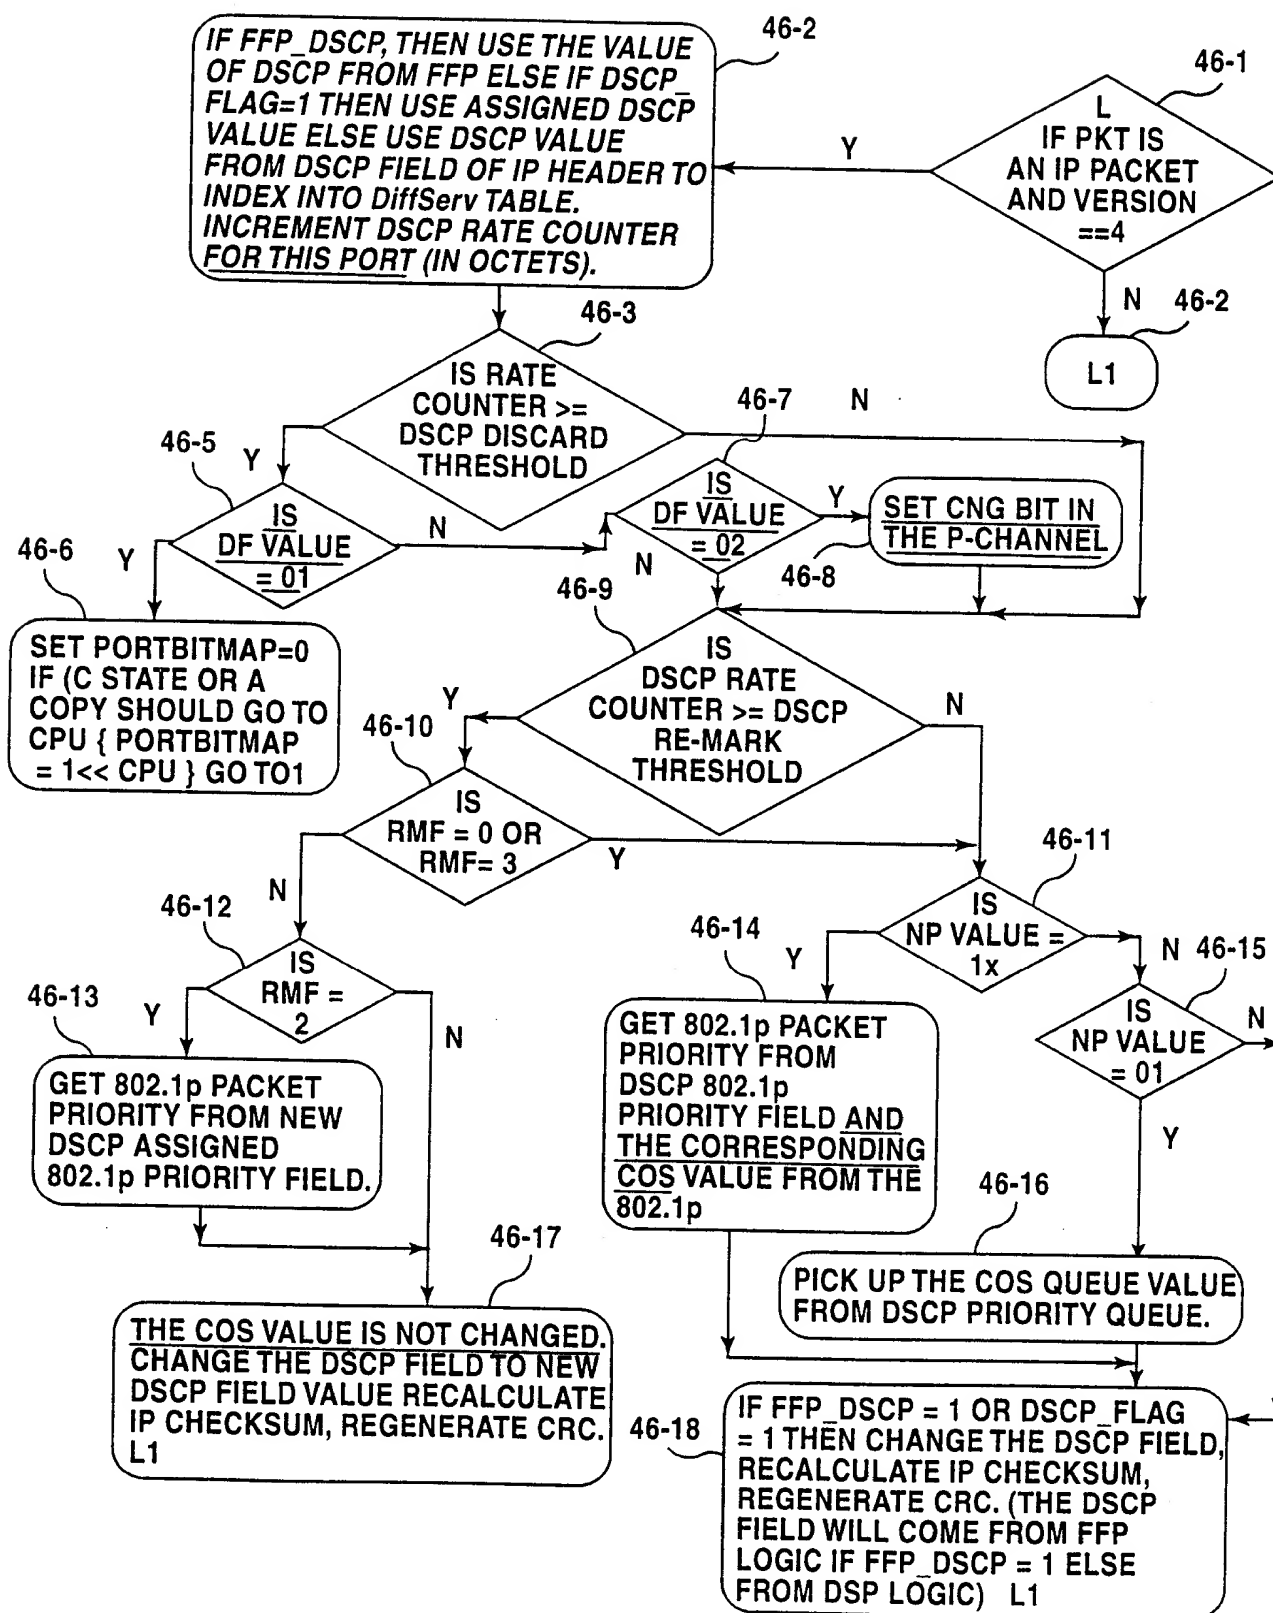 46-2
IF FFP_DSCP, THEN USE THE VALUE
OF DSCP FROM FFP ELSE IF DSCP_
FLAG=1 THEN USE ASSIGNED DSCP
VALUE ELSE USE DSCP VALUE
FROM DSCP FIELD OF IP HEADER TO
INDEX INTO DiffServ TABLE.
INCREMENT DSCP RATE COUNTER
FOR THIS PORT (IN OCTETS).
46-1
L
IF PKT IS
AN IP PACKET
AND VERSION
==4
Y
N
46-2
L1
46-3
IS RATE
COUNTER >=
DSCP DISCARD
THRESHOLD
N
Y
46-5
IS
DF VALUE
= 01
N
Y
46-7
IS
DF VALUE
= 02
Y
N
SET CNG BIT IN
THE P-CHANNEL
46-8
46-6
SET PORTBITMAP=0
IF (C STATE OR A
COPY SHOULD GO TO
CPU { PORTBITMAP
= 1<< CPU } GO TO1
46-9
IS
DSCP RATE
COUNTER >= DSCP
RE-MARK
THRESHOLD
Y
N
46-10
IS
RMF = 0 OR
RMF= 3
Y
N
46-11
IS
NP VALUE =
1x
Y
N
46-12
IS
RMF =
2
Y
N
46-13
GET 802.1p PACKET
PRIORITY FROM NEW
DSCP ASSIGNED
802.1p PRIORITY FIELD.
46-14
GET 802.1p PACKET
PRIORITY FROM
DSCP 802.1p
PRIORITY FIELD AND
THE CORRESPONDING
COS VALUE FROM THE
802.1p
46-15
IS
NP VALUE
= 01
N
Y
46-16
PICK UP THE COS QUEUE VALUE
FROM DSCP PRIORITY QUEUE.
46-17
THE COS VALUE IS NOT CHANGED.
CHANGE THE DSCP FIELD TO NEW
DSCP FIELD VALUE RECALCULATE
IP CHECKSUM, REGENERATE CRC.
L1
46-18
IF FFP_DSCP = 1 OR DSCP_FLAG
= 1 THEN CHANGE THE DSCP FIELD,
RECALCULATE IP CHECKSUM,
REGENERATE CRC. (THE DSCP
FIELD WILL COME FROM FFP
LOGIC IF FFP_DSCP = 1 ELSE
FROM DSP LOGIC) L1